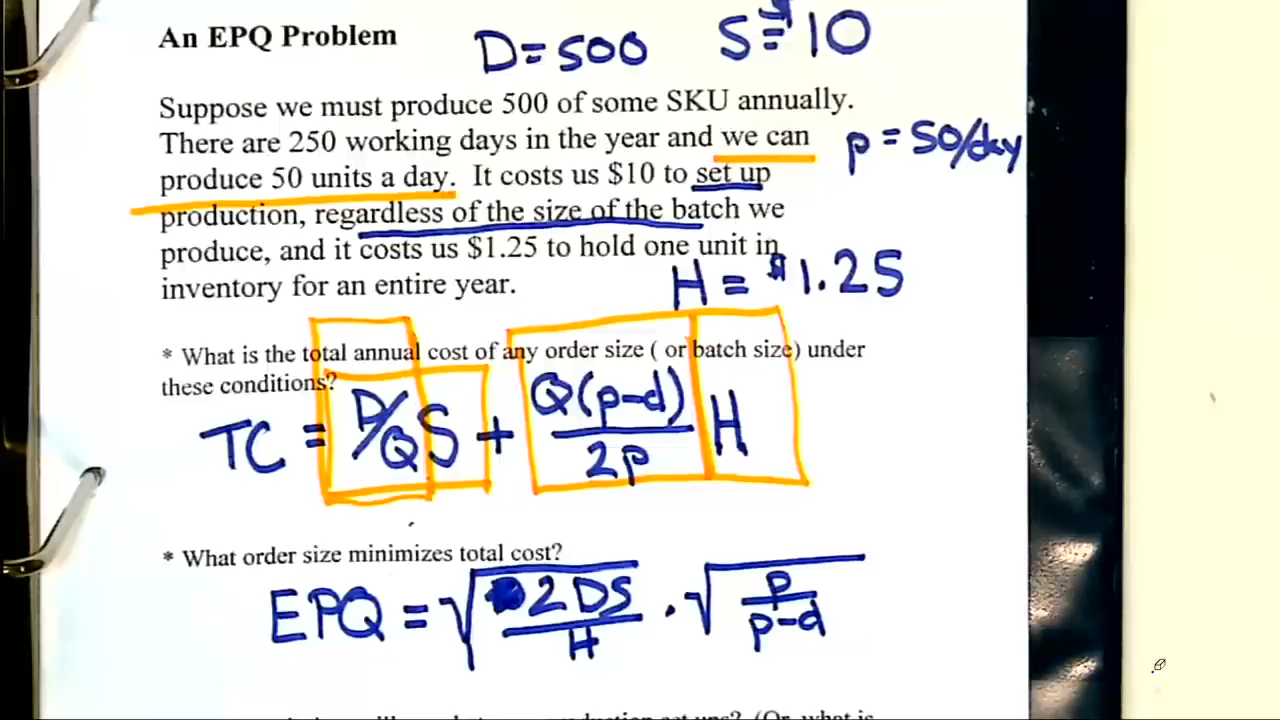 An EPQ Problem
D=500 S=$10
Suppose we must produce 500 of some SKU annually.
There are 250 working days in the year and we can
p = 50/day
produce 50 units a day. It costs us $10 to set up
production, regardless of the size of the batch we
produce, and it costs us $1.25 to hold one unit in
inventory for an entire year.
H = $1.25
* What is the total annual cost of any order size ( or batch size) under
these conditions?
TC = D/Q S + Q(p-d)/2p H
* What order size minimizes total cost?
EPQ = √2DS/H · √p/p-d